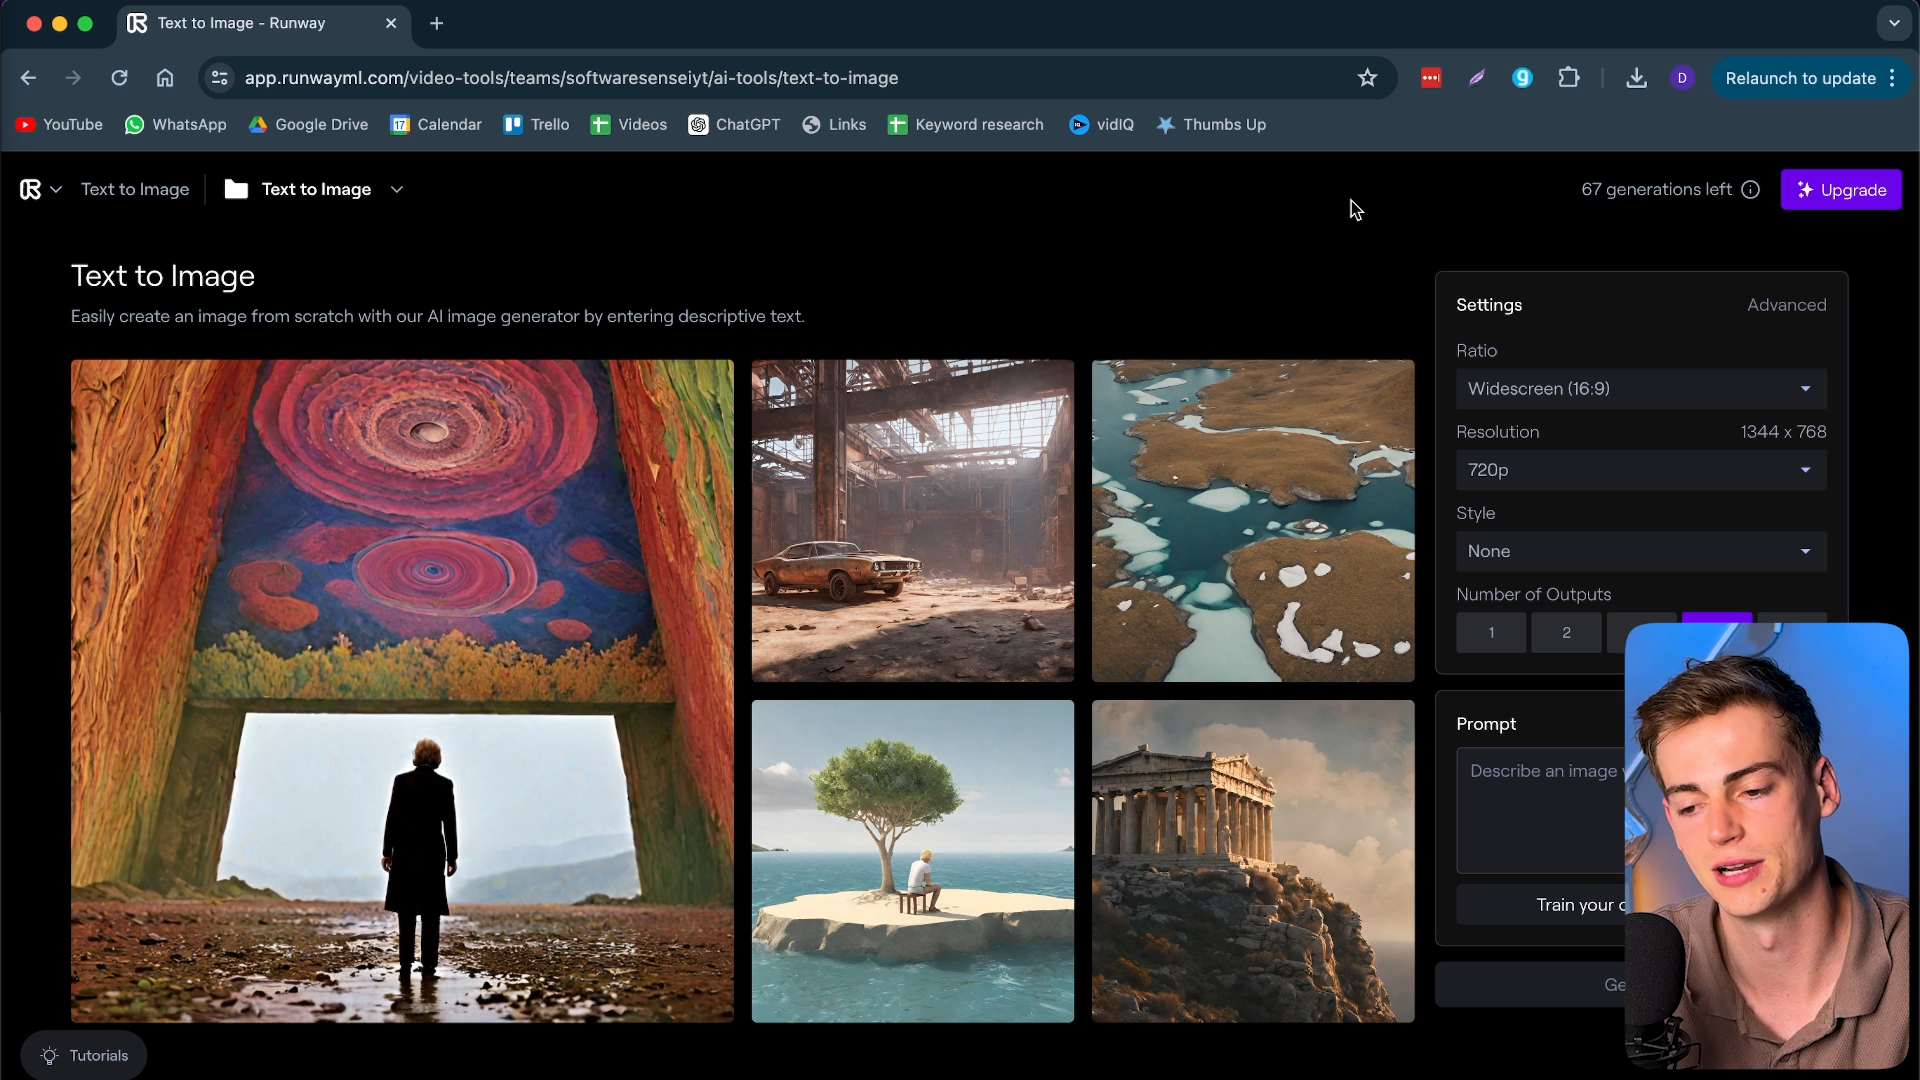 Text to Image - Runway
app.runwayml.com/video-tools/teams/softwaresenseiyt/ai-tools/text-to-image
D
Relaunch to update
YouTube
WhatsApp
Google Drive
17
Calendar
Trello
Videos
ChatGPT
Links
Keyword research
vidIQ
Thumbs Up
Text to Image
Text to Image
67 generations left
Upgrade
Text to Image
Easily create an image from scratch with our AI image generator by entering descriptive text.
Settings
Advanced
Ratio
Widescreen (16:9)
Resolution
1344 x 768
720p
Style
None
Number of Outputs
1
2
Prompt
Describe an image
Train your
Tutorials